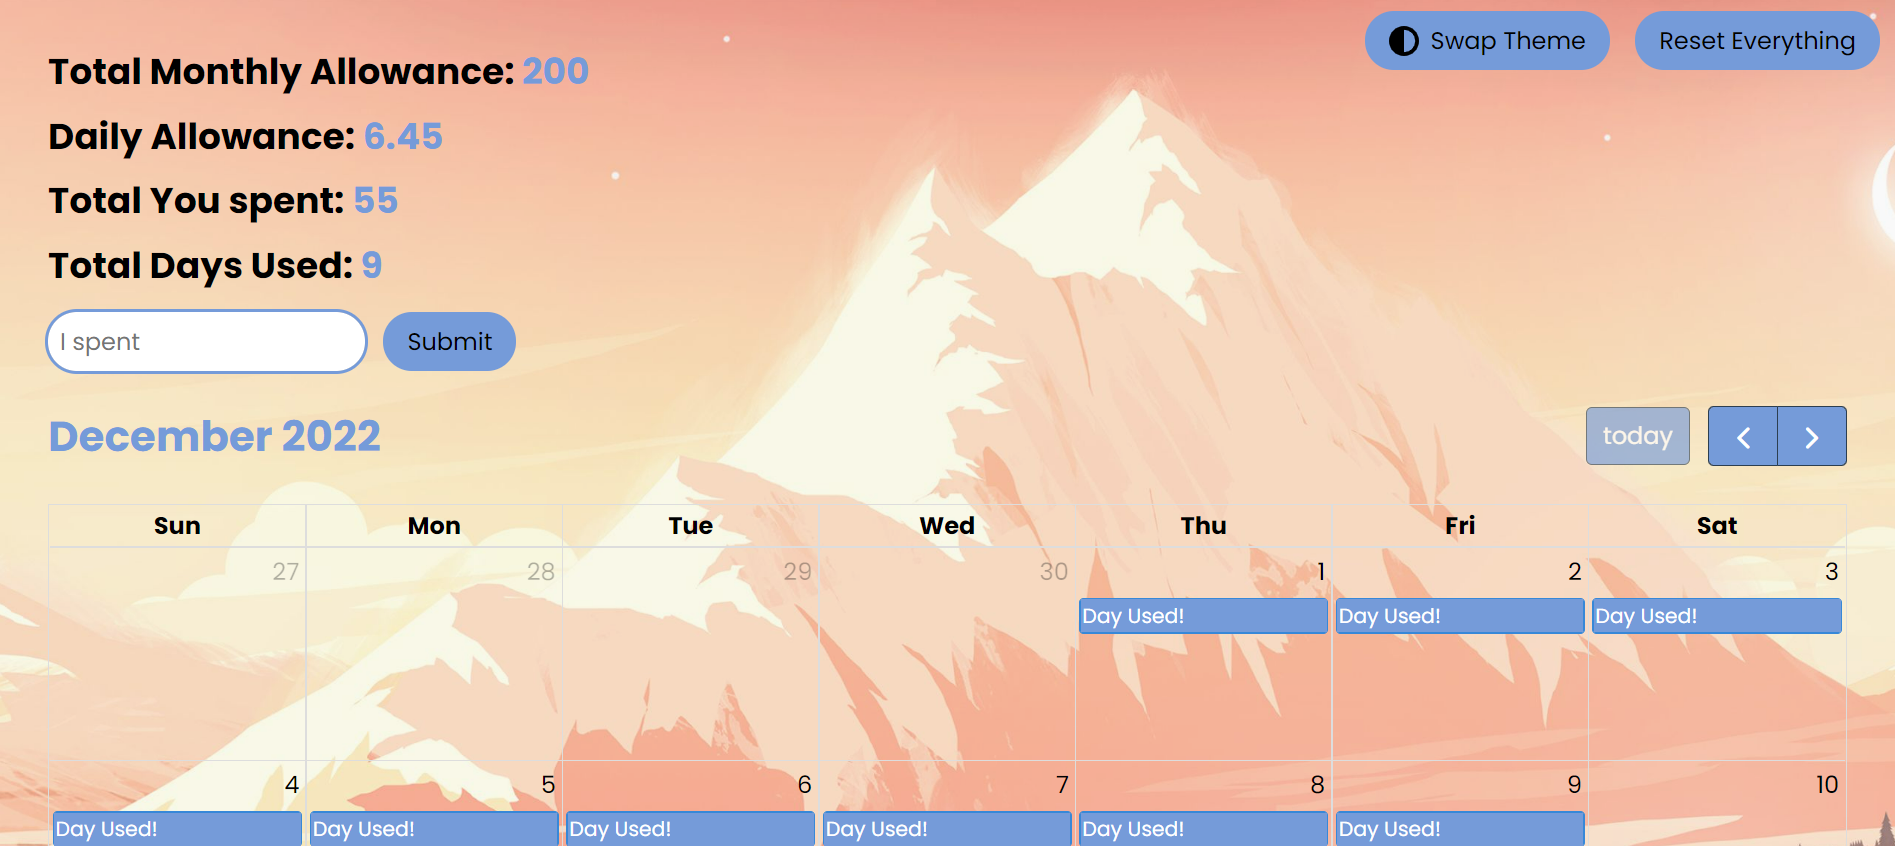 Swap Theme
Reset Everything
Total Monthly Allowance: 200
Daily Allowance: 6.45
Total You spent: 55
Total Days Used: 9
I spent
Submit
December 2022
today
Sun Mon Tue Wed Thu Fri Sat
27 28 29 30 1 2 3
Day Used! Day Used! Day Used!
4 5 6 7 8 9 10
Day Used! Day Used! Day Used! Day Used! Day Used! Day Used!